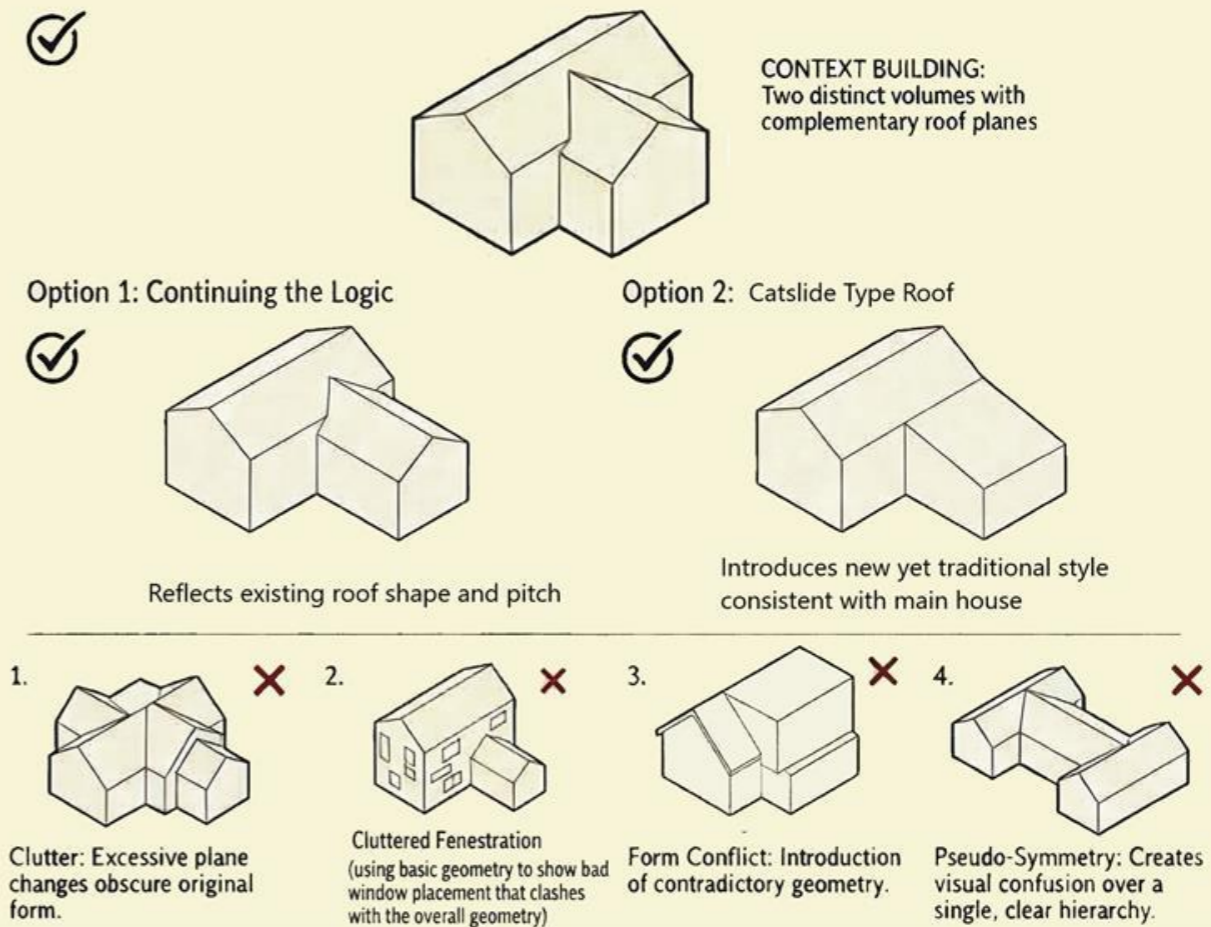 CONTEXT BUILDING:
Two distinct volumes with
complementary roof planes
Option 1: Continuing the Logic
Option 2: Catslide Type Roof
Reflects existing roof shape and pitch
Introduces new yet traditional style
consistent with main house
1.
Clutter: Excessive plane
changes obscure original
form.
2.
Cluttered Fenestration
(using basic geometry to show bad
window placement that clashes
with the overall geometry)
3.
Form Conflict: Introduction
of contradictory geometry.
4.
Pseudo-Symmetry: Creates
visual confusion over a
single, clear hierarchy.